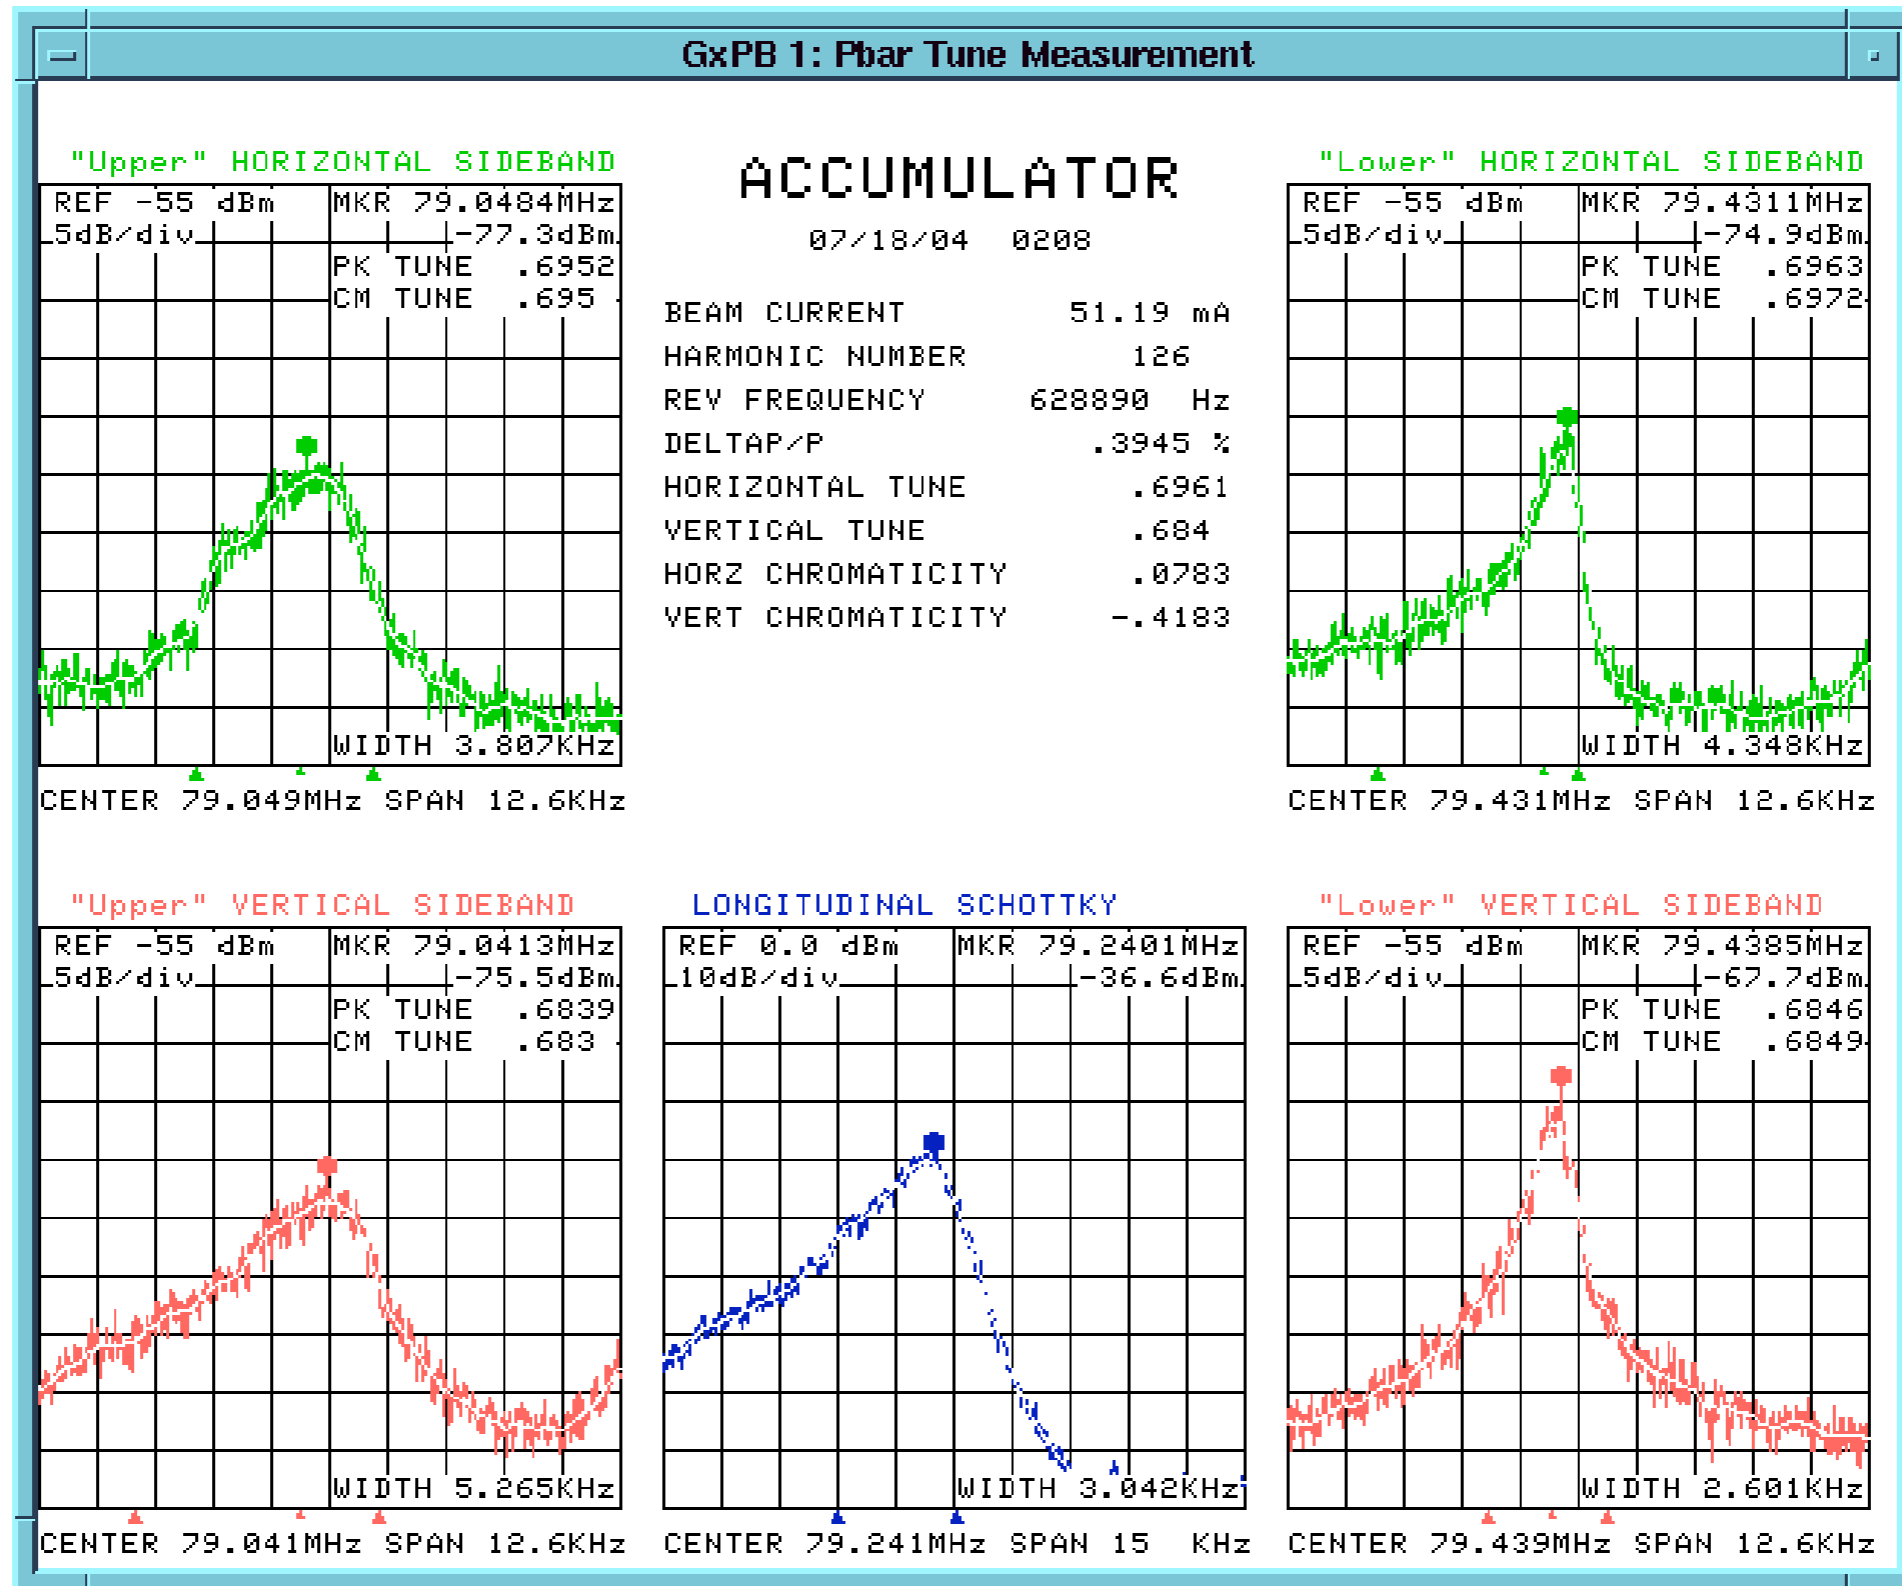 GxPB 1: Pbar Tune Measurement
"Upper" HORIZONTAL SIDEBAND
REF -55 dBm MKR 79.0484MHz
5dB/div -77.3dBm
PK TUNE .6952
CM TUNE .695
WIDTH 3.807KHz
CENTER 79.049MHz SPAN 12.6KHz
ACCUMULATOR
07/18/04 0208
BEAM CURRENT 51.19 mA
HARMONIC NUMBER 126
REV FREQUENCY 628890 Hz
DELTAP/P .3945 %
HORIZONTAL TUNE .6961
VERTICAL TUNE .684
HORZ CHROMATICITY .0783
VERT CHROMATICITY -.4183
"Lower" HORIZONTAL SIDEBAND
REF -55 dBm MKR 79.4311MHz
5dB/div -74.9dBm
PK TUNE .6963
CM TUNE .6972
WIDTH 4.348KHz
CENTER 79.431MHz SPAN 12.6KHz
"Upper" VERTICAL SIDEBAND
REF -55 dBm MKR 79.0413MHz
5dB/div -75.5dBm
PK TUNE .6839
CM TUNE .683
WIDTH 5.265KHz
CENTER 79.041MHz SPAN 12.6KHz
LONGITUDINAL SCHOTTKY
REF 0.0 dBm MKR 79.2401MHz
10dB/div -36.6dBm
WIDTH 3.042KHz
CENTER 79.241MHz SPAN 15 KHz
"Lower" VERTICAL SIDEBAND
REF -55 dBm MKR 79.4385MHz
5dB/div -67.7dBm
PK TUNE .6846
CM TUNE .6849
WIDTH 2.601KHz
CENTER 79.439MHz SPAN 12.6KHz